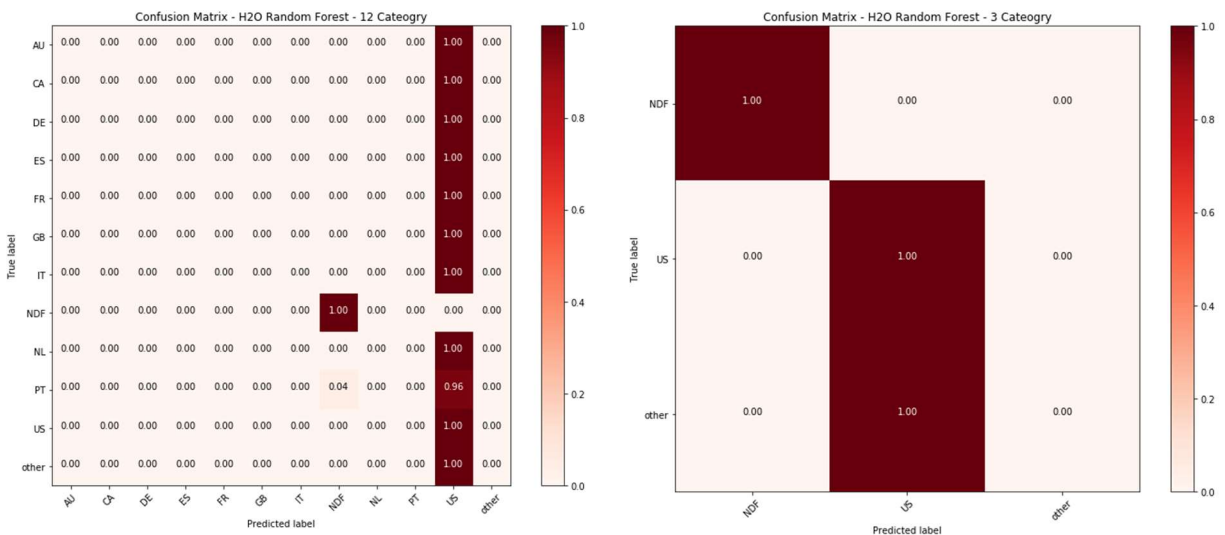 Confusion Matrix - H2O Random Forest - 12 Cateogry
AU 0.00 0.00 0.00 0.00 0.00 0.00 0.00 0.00 0.00 0.00 1.00 0.00
CA 0.00 0.00 0.00 0.00 0.00 0.00 0.00 0.00 0.00 0.00 1.00 0.00
DE 0.00 0.00 0.00 0.00 0.00 0.00 0.00 0.00 0.00 0.00 1.00 0.00
ES 0.00 0.00 0.00 0.00 0.00 0.00 0.00 0.00 0.00 0.00 1.00 0.00
FR 0.00 0.00 0.00 0.00 0.00 0.00 0.00 0.00 0.00 0.00 1.00 0.00
GB 0.00 0.00 0.00 0.00 0.00 0.00 0.00 0.00 0.00 0.00 1.00 0.00
IT 0.00 0.00 0.00 0.00 0.00 0.00 0.00 0.00 0.00 0.00 1.00 0.00
NDF 0.00 0.00 0.00 0.00 0.00 0.00 0.00 1.00 0.00 0.00 0.00 0.00
NL 0.00 0.00 0.00 0.00 0.00 0.00 0.00 0.00 0.00 0.00 1.00 0.00
PT 0.00 0.00 0.00 0.00 0.00 0.00 0.00 0.04 0.00 0.00 0.96 0.00
US 0.00 0.00 0.00 0.00 0.00 0.00 0.00 0.00 0.00 0.00 1.00 0.00
other 0.00 0.00 0.00 0.00 0.00 0.00 0.00 0.00 0.00 0.00 1.00 0.00
AU CA DE ES FR GB IT NDF NL PT US other
True label
Predicted label
1.0
0.8
0.6
0.4
0.2
0.0
Confusion Matrix - H2O Random Forest - 3 Cateogry
NDF 1.00 0.00 0.00
US 0.00 1.00 0.00
other 0.00 1.00 0.00
NDF US other
True label
Predicted label
1.0
0.8
0.6
0.4
0.2
0.0